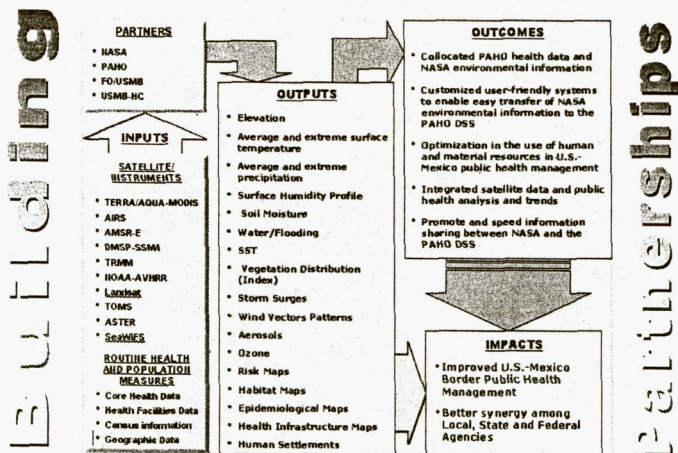 Building
PARTNERS
• NASA
• PAHO
• FO/USMB
• USMB-HC
INPUTS
SATELLITE/
INSTRUMENTS
• TERRA/AQUA-MODIS
• AIRS
• AMSR-E
• DMSP-SSMI
• TRMM
• NOAA-AVHRR
• Landsat
• TOMS
• ASTER
• SeaWiFS
ROUTINE HEALTH
AND POPULATION
MEASURES
• Core Health Data
• Health Facilities Data
• Census information
• Geographic Data
OUTPUTS
• Elevation
• Average and extreme surface
temperature
• Average and extreme
precipitation
• Surface Humidity Profile
• Soil Moisture
• Water/Flooding
• SST
• Vegetation Distribution
(Index)
• Storm Surges
• Wind Vectors Patterns
• Aerosols
• Ozone
• Risk Maps
• Habitat Maps
• Epidemiological Maps
• Health Infrastructure Maps
• Human Settlements
OUTCOMES
• Collocated PAHO health data and
NASA environmental information
• Customized user-friendly systems
to enable easy transfer of NASA
environmental information to the
PAHO DSS
• Optimization in the use of human
and material resources in U.S.-
Mexico public health management
• Integrated satellite data and public
health analysis and trends
• Promote and speed information
sharing between NASA and the
PAHO DSS
IMPACTS
• Improved U.S.-Mexico
Border Public Health
Management
• Better synergy among
Local, State and Federal
Agencies
Partnerships